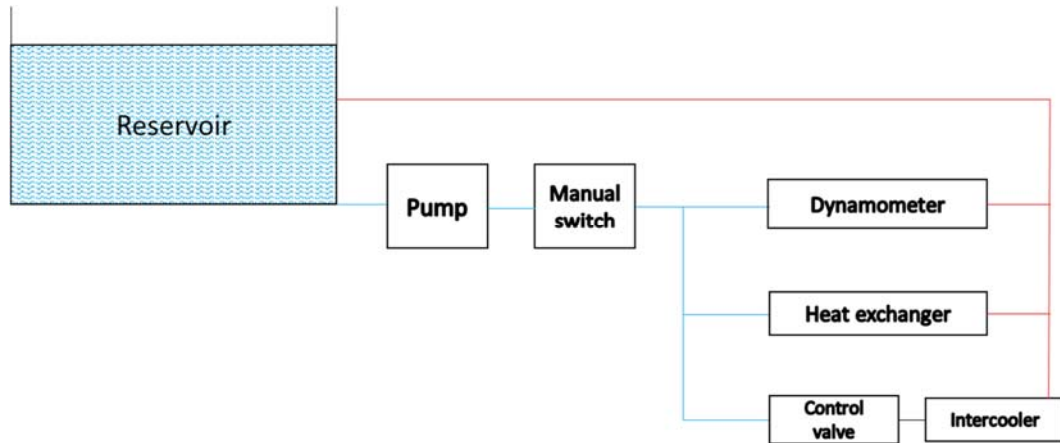 Reservoir
Pump
Manual
switch
Dynamometer
Heat exchanger
Control
valve
Intercooler